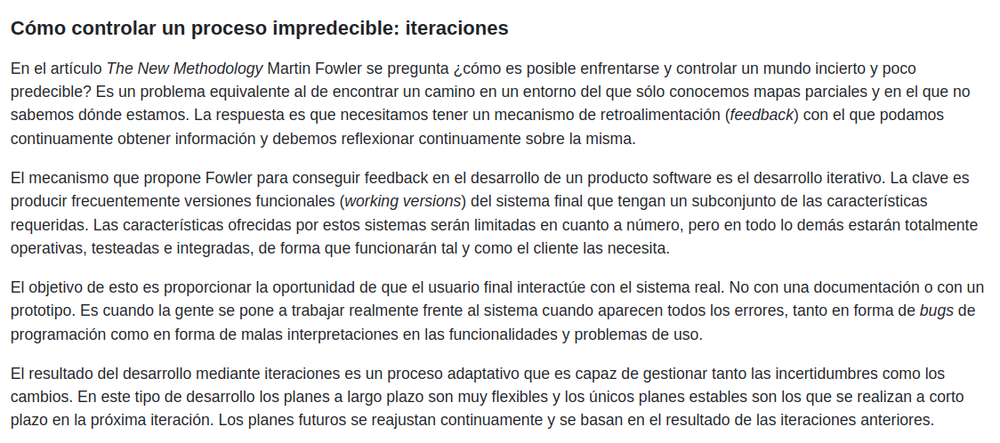 Cómo controlar un proceso impredecible: iteraciones
En el artículo The New Methodology Martin Fowler se pregunta ¿cómo es posible enfrentarse y controlar un mundo incierto y poco
predecible? Es un problema equivalente al de encontrar un camino en un entorno del que sólo conocemos mapas parciales y en el que no
sabemos dónde estamos. La respuesta es que necesitamos tener un mecanismo de retroalimentación (feedback) con el que podamos
continuamente obtener información y debemos reflexionar continuamente sobre la misma.
El mecanismo que propone Fowler para conseguir feedback en el desarrollo de un producto software es el desarrollo iterativo. La clave es
producir frecuentemente versiones funcionales (working versions) del sistema final que tengan un subconjunto de las características
requeridas. Las características ofrecidas por estos sistemas serán limitadas en cuanto a número, pero en todo lo demás estarán totalmente
operativas, testeadas e integradas, de forma que funcionarán tal y como el cliente las necesita.
El objetivo de esto es proporcionar la oportunidad de que el usuario final interactúe con el sistema real. No con una documentación o con un
prototipo. Es cuando la gente se pone a trabajar realmente frente al sistema cuando aparecen todos los errores, tanto en forma de bugs de
programación como en forma de malas interpretaciones en las funcionalidades y problemas de uso.
El resultado del desarrollo mediante iteraciones es un proceso adaptativo que es capaz de gestionar tanto las incertidumbres como los
cambios. En este tipo de desarrollo los planes a largo plazo son muy flexibles y los únicos planes estables son los que se realizan a corto
plazo en la próxima iteración. Los planes futuros se reajustan continuamente y se basan en el resultado de las iteraciones anteriores.